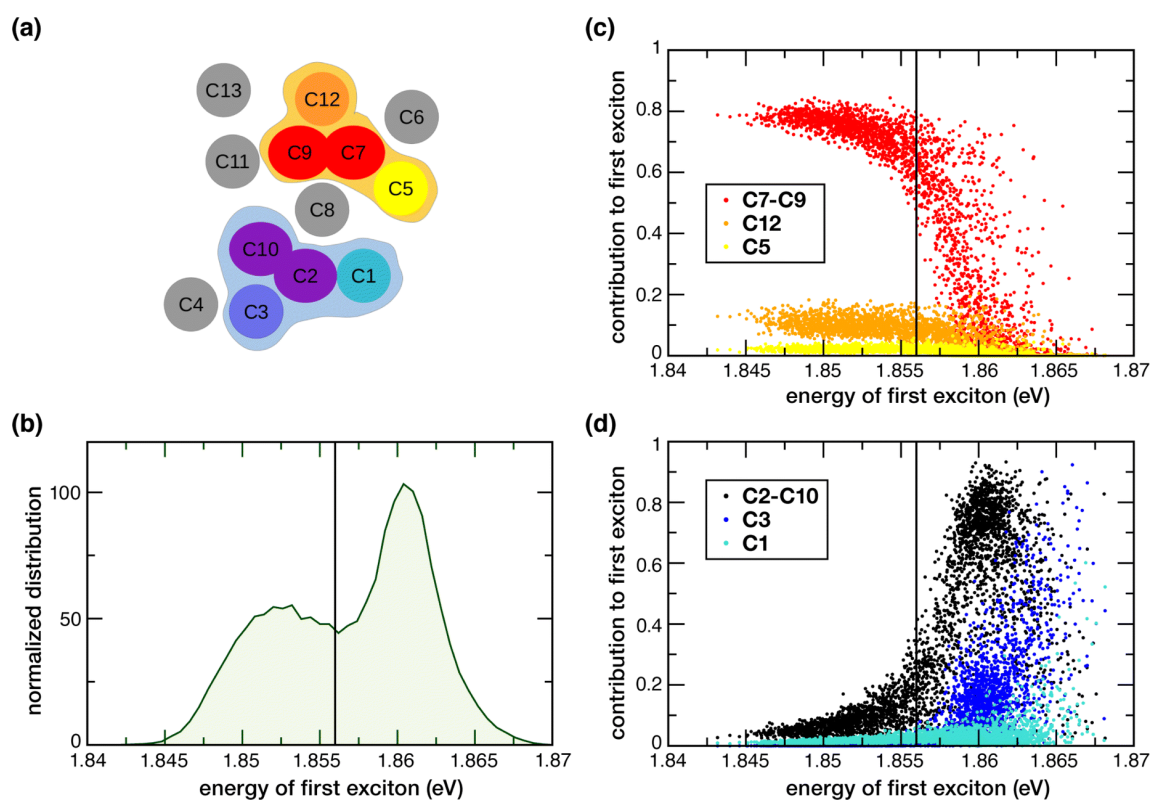 (a)
C13
C12
C6
C11
C9
C7
C5
C8
C10
C2
C1
C4
C3
(b)
normalized distribution
100
50
0
1.84
1.845
1.85
1.855
1.86
1.865
1.87
energy of first exciton (eV)
(c)
contribution to first exciton
1
0.8
0.6
0.4
0.2
0
C7-C9
C12
C5
1.84
1.845
1.85
1.855
1.86
1.865
1.87
energy of first exciton (eV)
(d)
contribution to first exciton
1
0.8
0.6
0.4
0.2
0
C2-C10
C3
C1
1.84
1.845
1.85
1.855
1.86
1.865
1.87
energy of first exciton (eV)